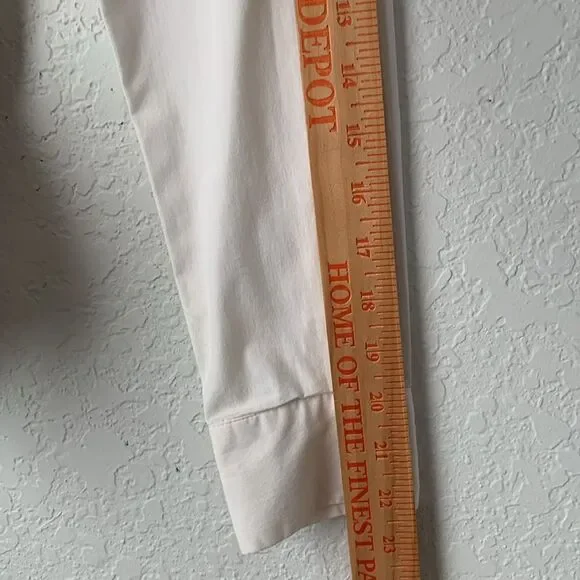 DEPOT
HOME OF THE FINEST PA
13 14 15 16 17 18 19 20 21 22 23